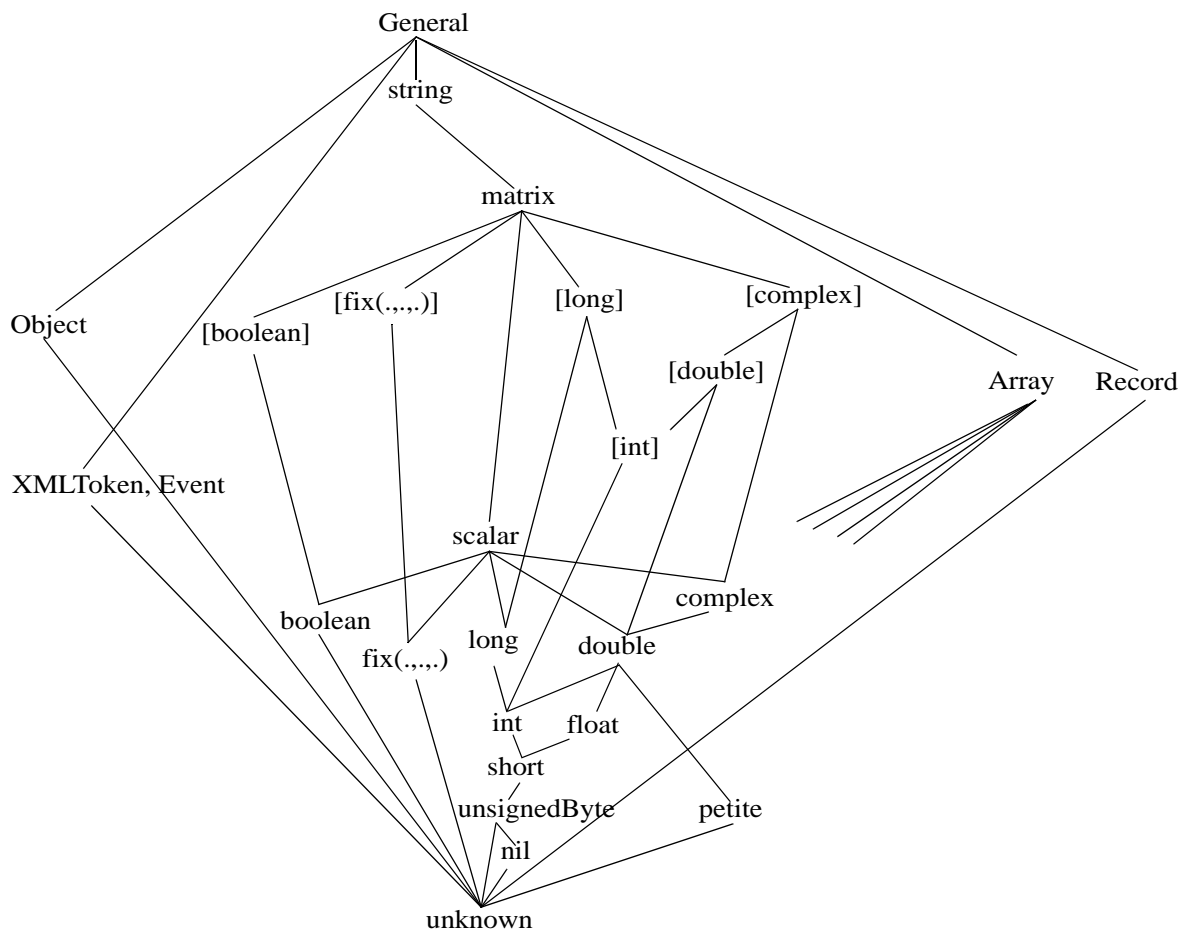 General
string
matrix
[fix(.,.,.)]
[long]
[complex]
Object
[boolean]
[double]
Array
Record
[int]
XMLToken, Event
scalar
complex
boolean
long
double
fix(.,.,.)
int
float
short
unsignedByte
petite
nil
unknown